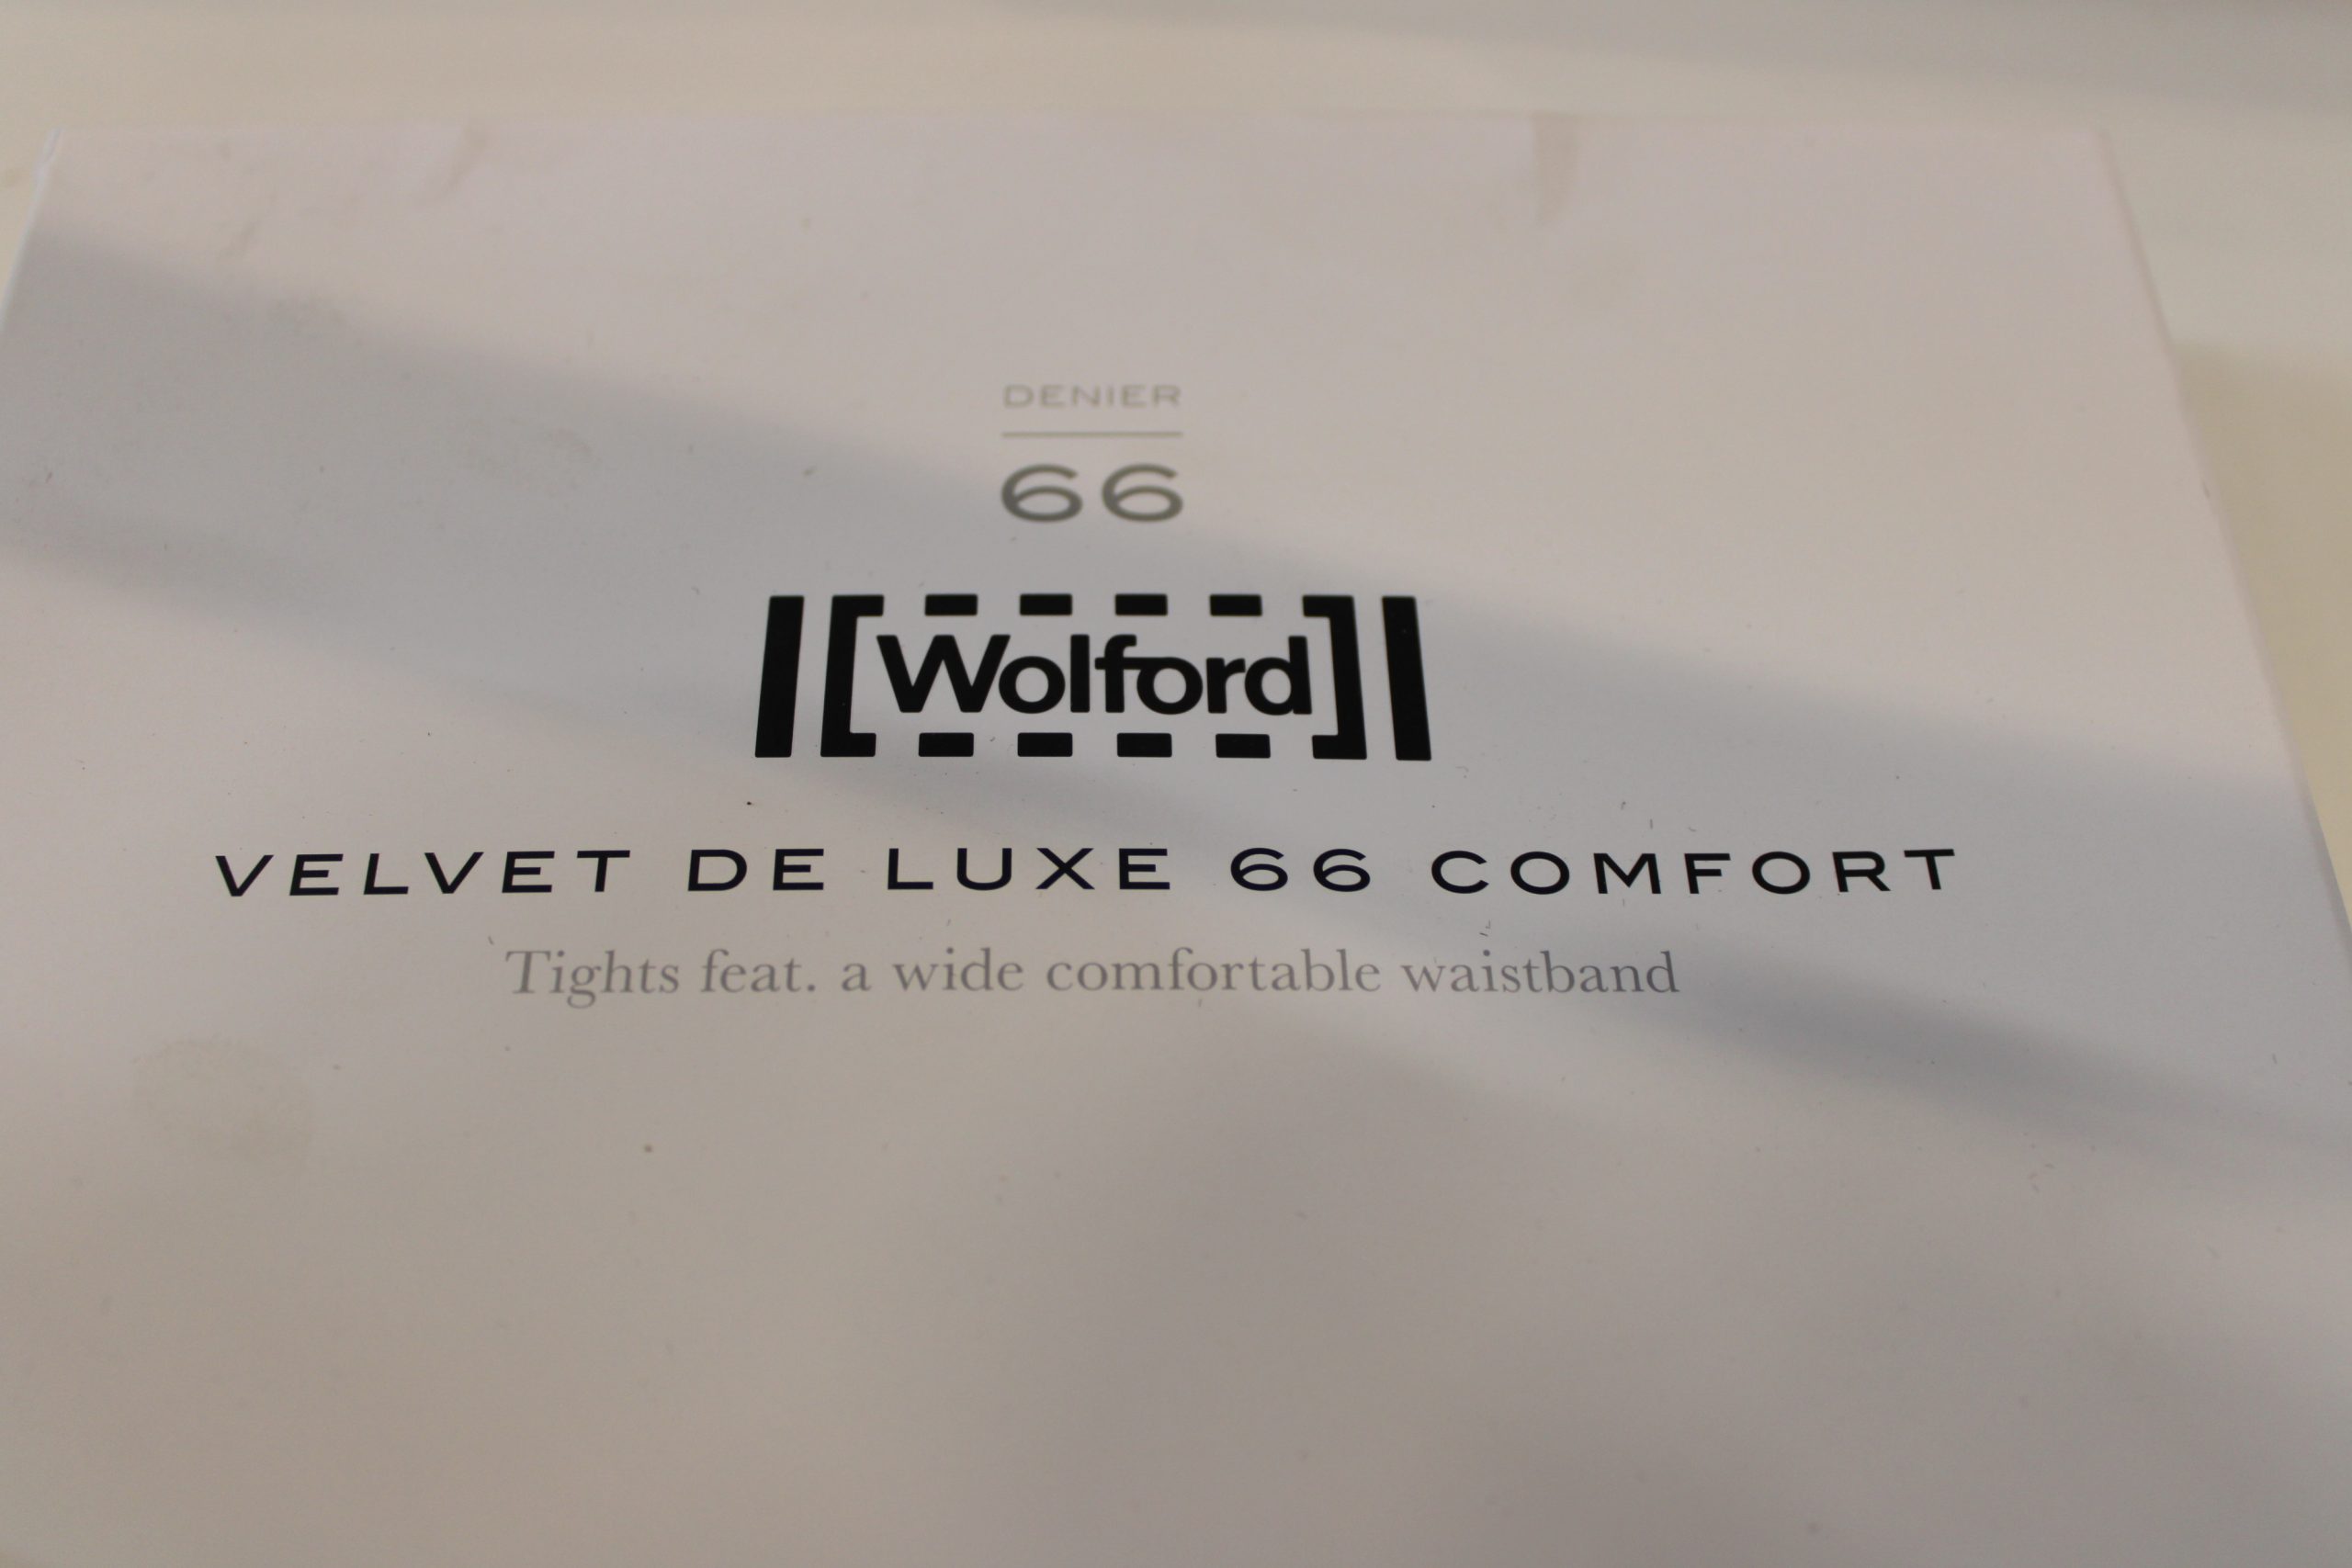 DENIER
66
Wolford
VELVET DE LUXE 66 COMFORT
Tights feat. a wide comfortable waistband